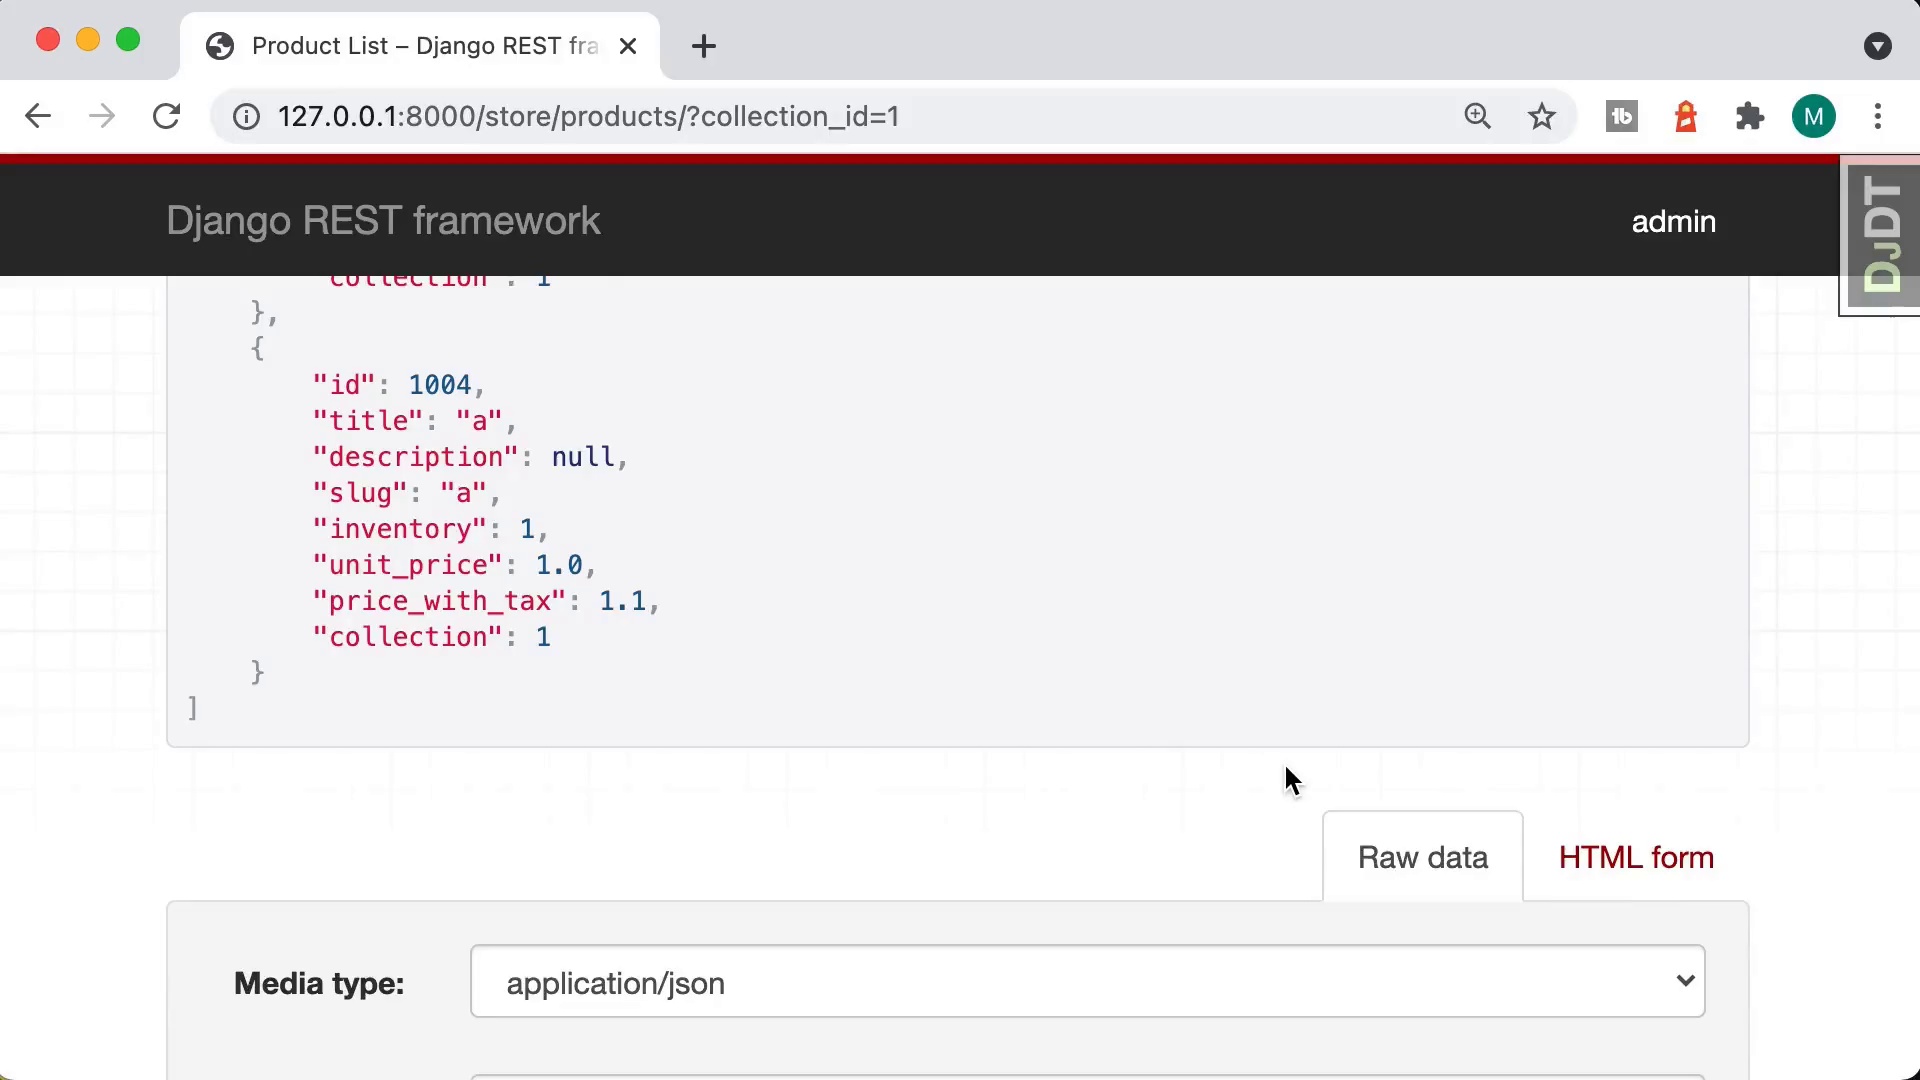 Product List – Django REST fra
127.0.0.1:8000/store/products/?collection_id=1
M
Django REST framework
admin
DJDT
"collection": 1
},
{
"id": 1004,
"title": "a",
"description": null,
"slug": "a",
"inventory": 1,
"unit_price": 1.0,
"price_with_tax": 1.1,
"collection": 1
}
]
Raw data
HTML form
Media type:
application/json